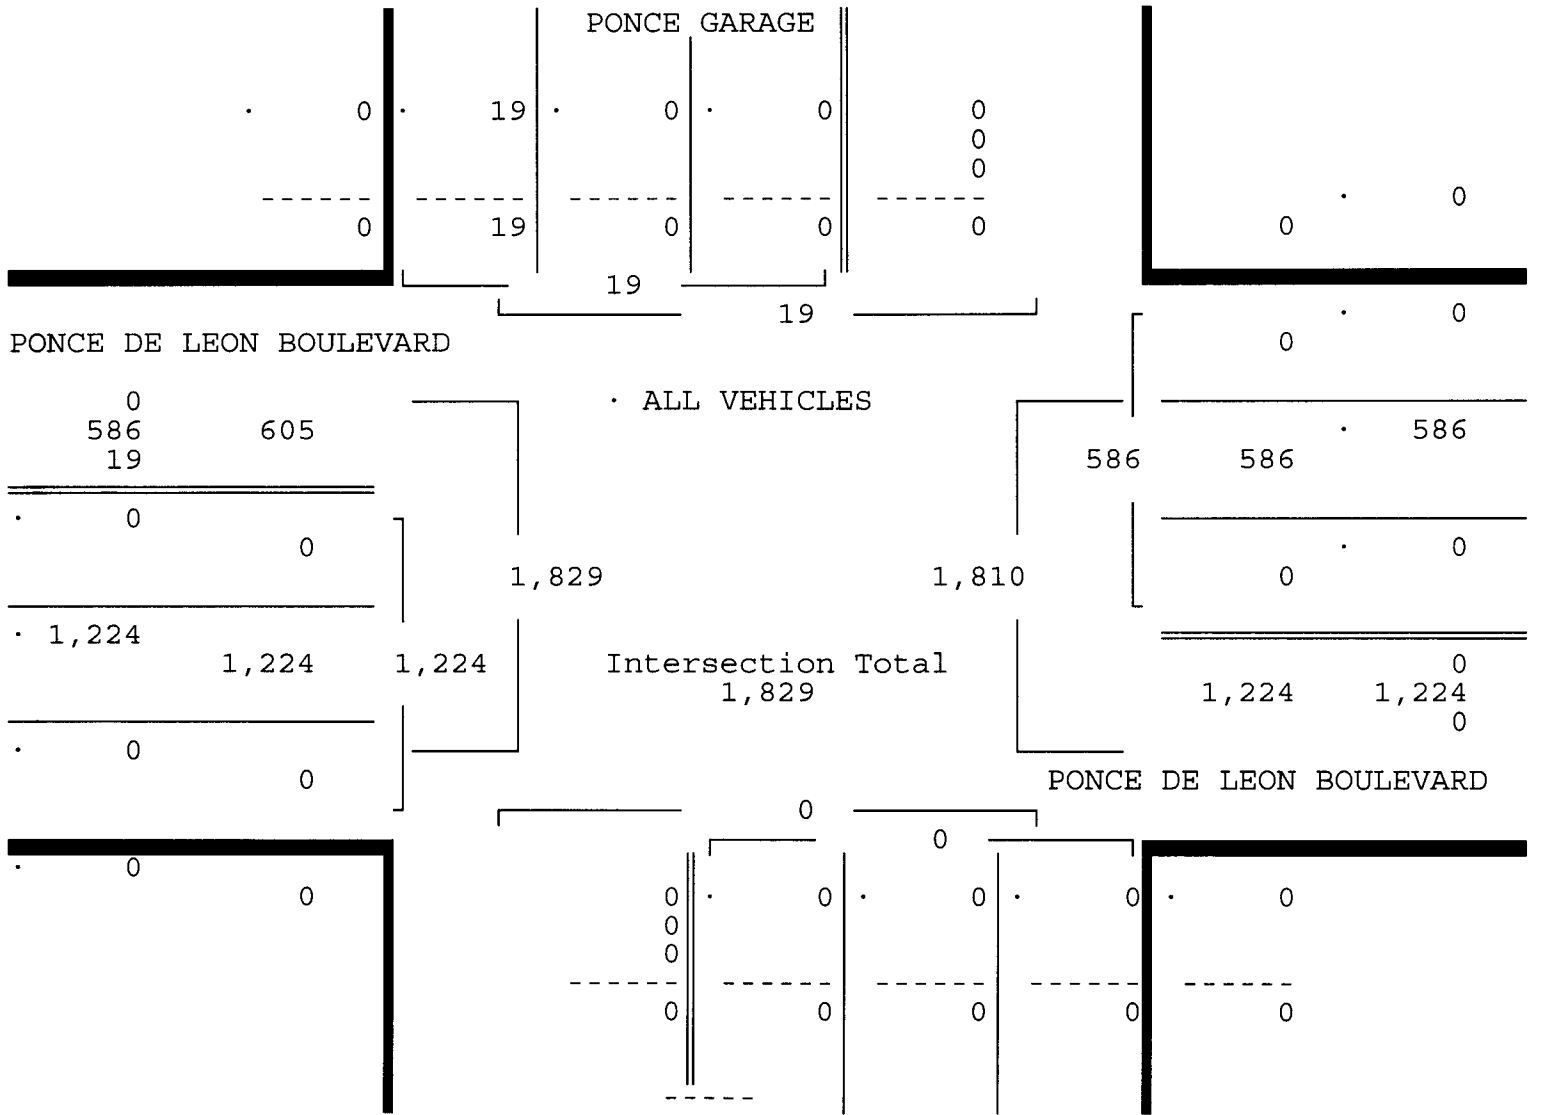 PONCE GARAGE
· 0 · 19 · 0 · 0 0
0
0
· 0
------ ------ ------ ------ ------
0 19 0 0 0 0
19
19
· 0
PONCE DE LEON BOULEVARD
0
0 · ALL VEHICLES
586 605 · 586
19 586 586
· 0
0 · 0
1,829 1,810 0
· 1,224
1,224 1,224 Intersection Total 0
1,829 1,224 1,224
0
· 0
0 PONCE DE LEON BOULEVARD
0
0
· 0
0 0 · 0 · 0 · 0 · 0
0
0
------ ------ ------ ------ ------
0 0 0 0 0
-----